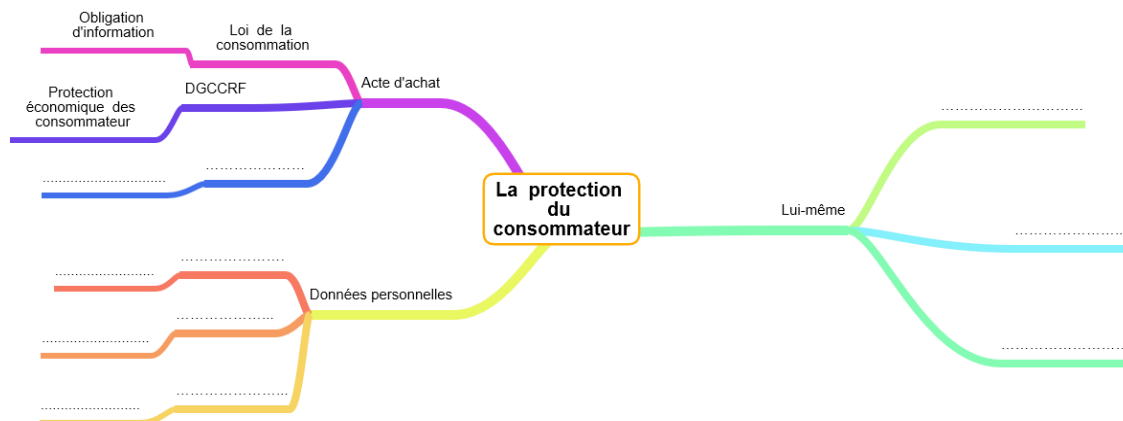 Obligation
d'information
Loi de la
consommation
Acte d'achat
DGCCRF
Protection
économique des
consommateur
................................
......................
La protection
du
consommateur
Lui-même
................................
........................
............................
Données personnelles
.......................
..........................
......................
............................
.........................
..........................